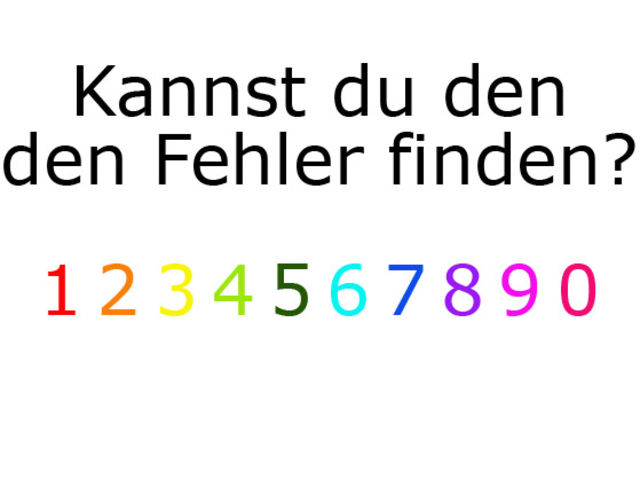 Kannst du den
den Fehler finden?
1 2 3 4 5 6 7 8 9 0